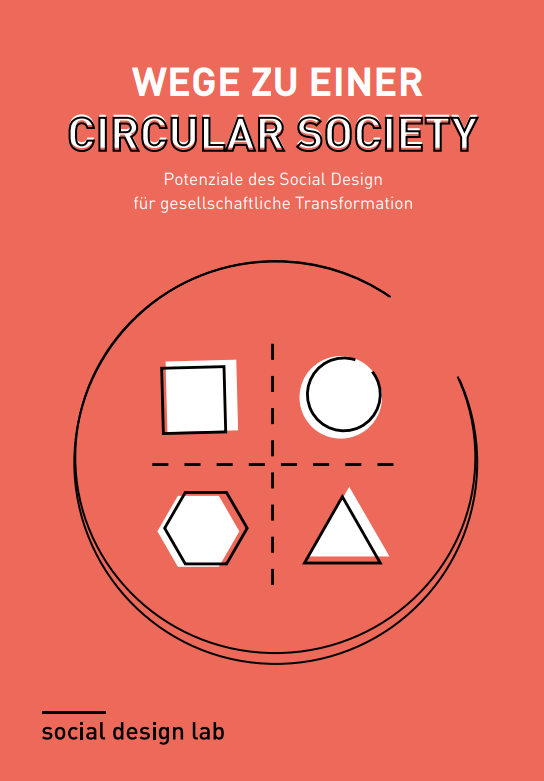 WEGE ZU EINER
CIRCULAR SOCIETY
Potenziale des Social Design
für gesellschaftliche Transformation
social design lab